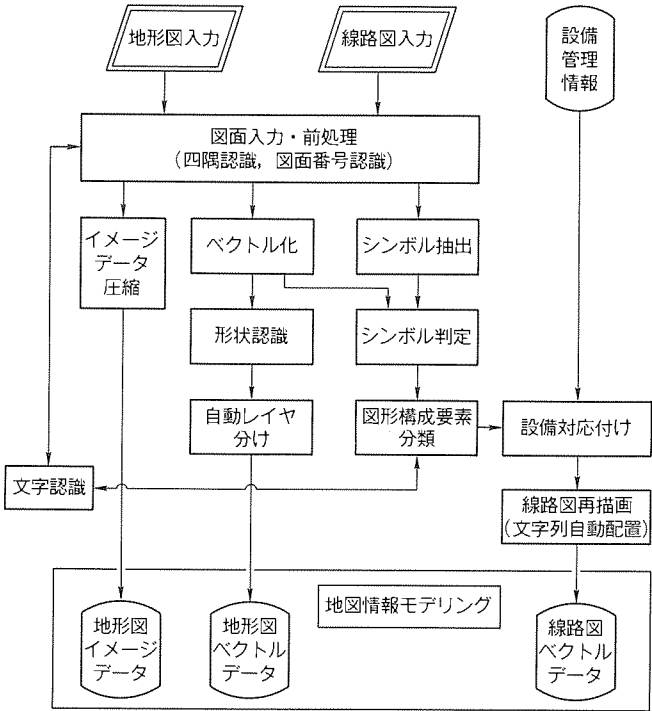 地形図入力
線路図入力
設備
管理
情報
図面入力・前処理
(四隅認識，図面番号認識)
イメージ
データ
圧縮
ベクトル化
シンボル抽出
形状認識
シンボル判定
自動レイヤ
分け
図形構成要素
分類
設備対応付け
文字認識
線路図再描画
(文字列自動配置)
地図情報モデリング
地形図
イメージ
データ
地形図
ベクトル
データ
線路図
ベクトル
データ